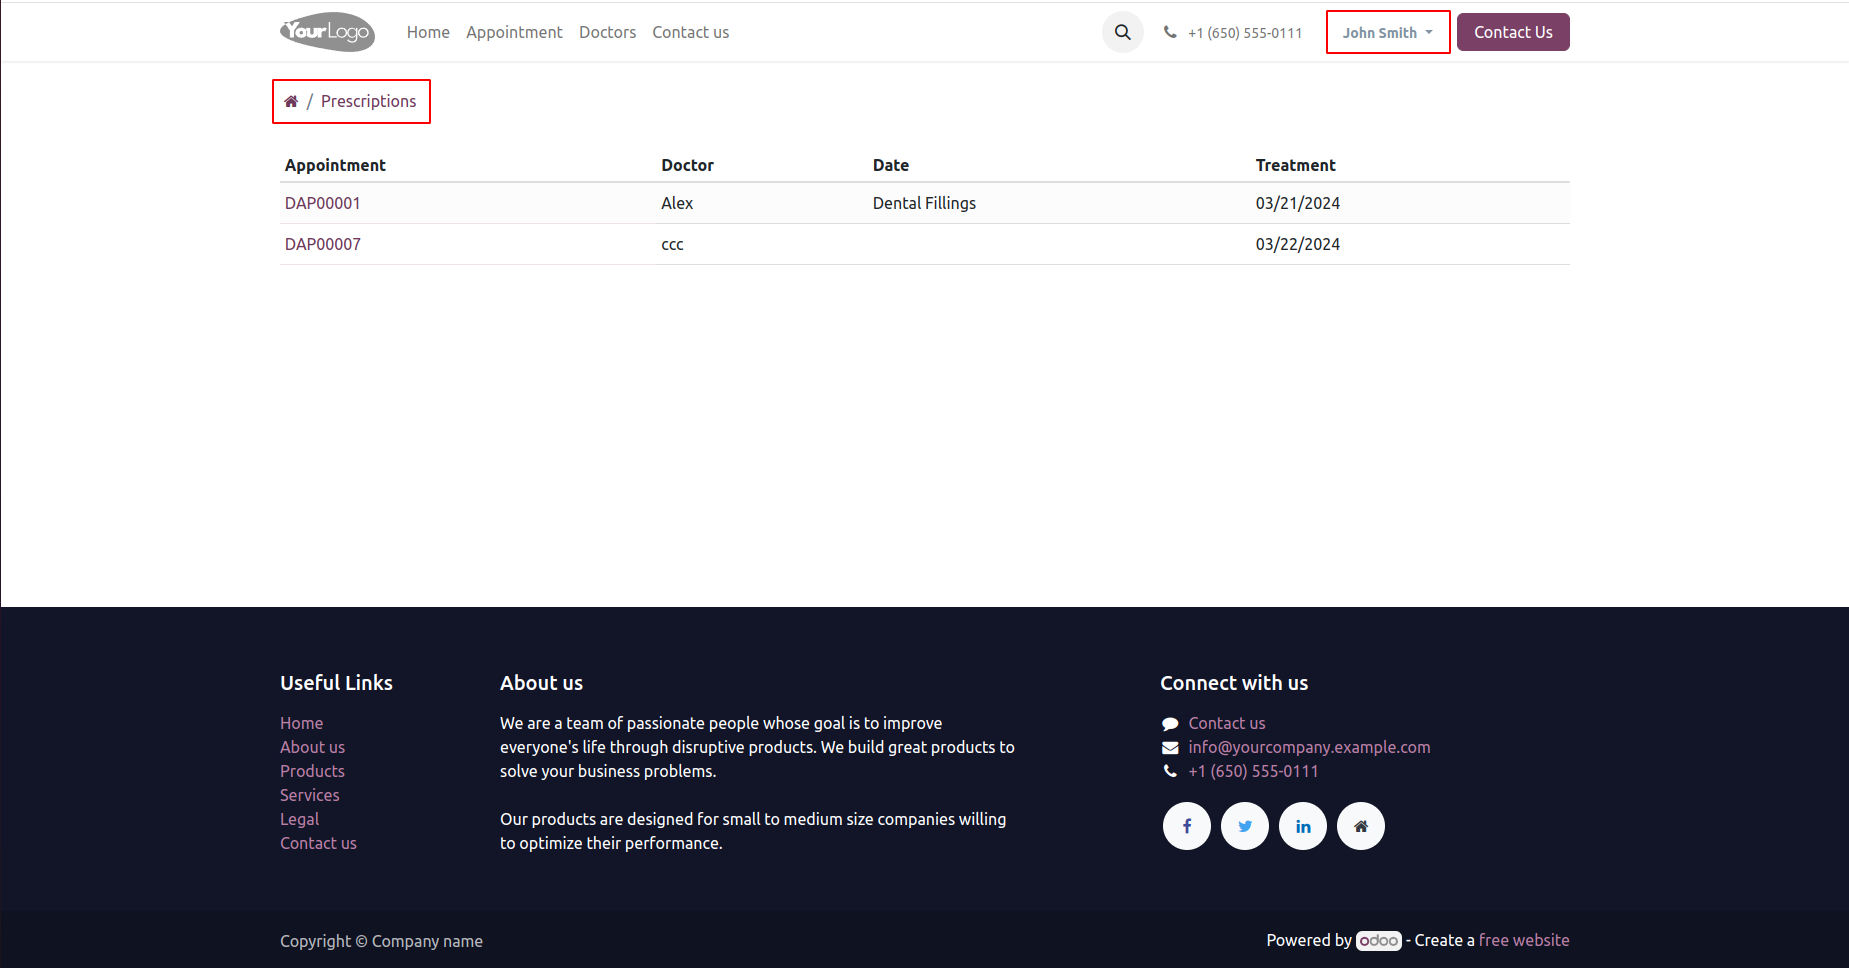 YourLogo Home Appointment Doctors Contact us +1 (650) 555-0111 John Smith Contact Us
/ Prescriptions
Appointment Doctor Date Treatment
DAP00001 Alex Dental Fillings 03/21/2024
DAP00007 ccc 03/22/2024
Useful Links
Home
About us
Products
Services
Legal
Contact us
About us
We are a team of passionate people whose goal is to improve
everyone's life through disruptive products. We build great products to
solve your business problems.
Our products are designed for small to medium size companies willing
to optimize their performance.
Connect with us
Contact us
info@yourcompany.example.com
+1 (650) 555-0111
Copyright © Company name
Powered by odoo - Create a free website